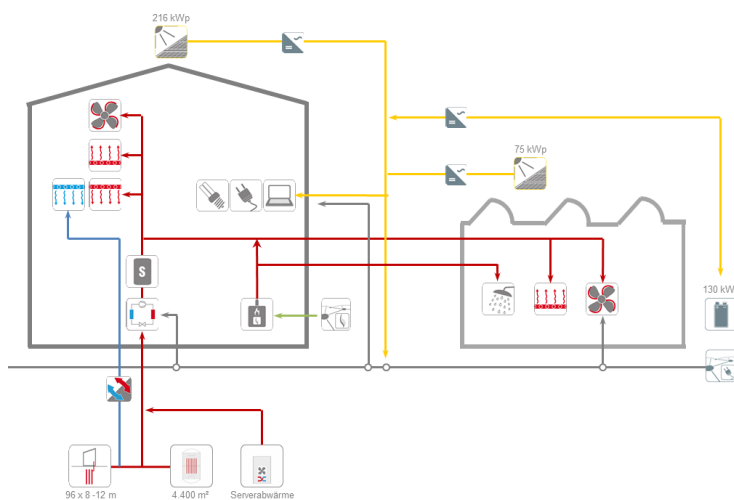 216 kWp
75 kWp
S
130 kW
96 x 8 -12 m
4.400 m²
Serverabwärme